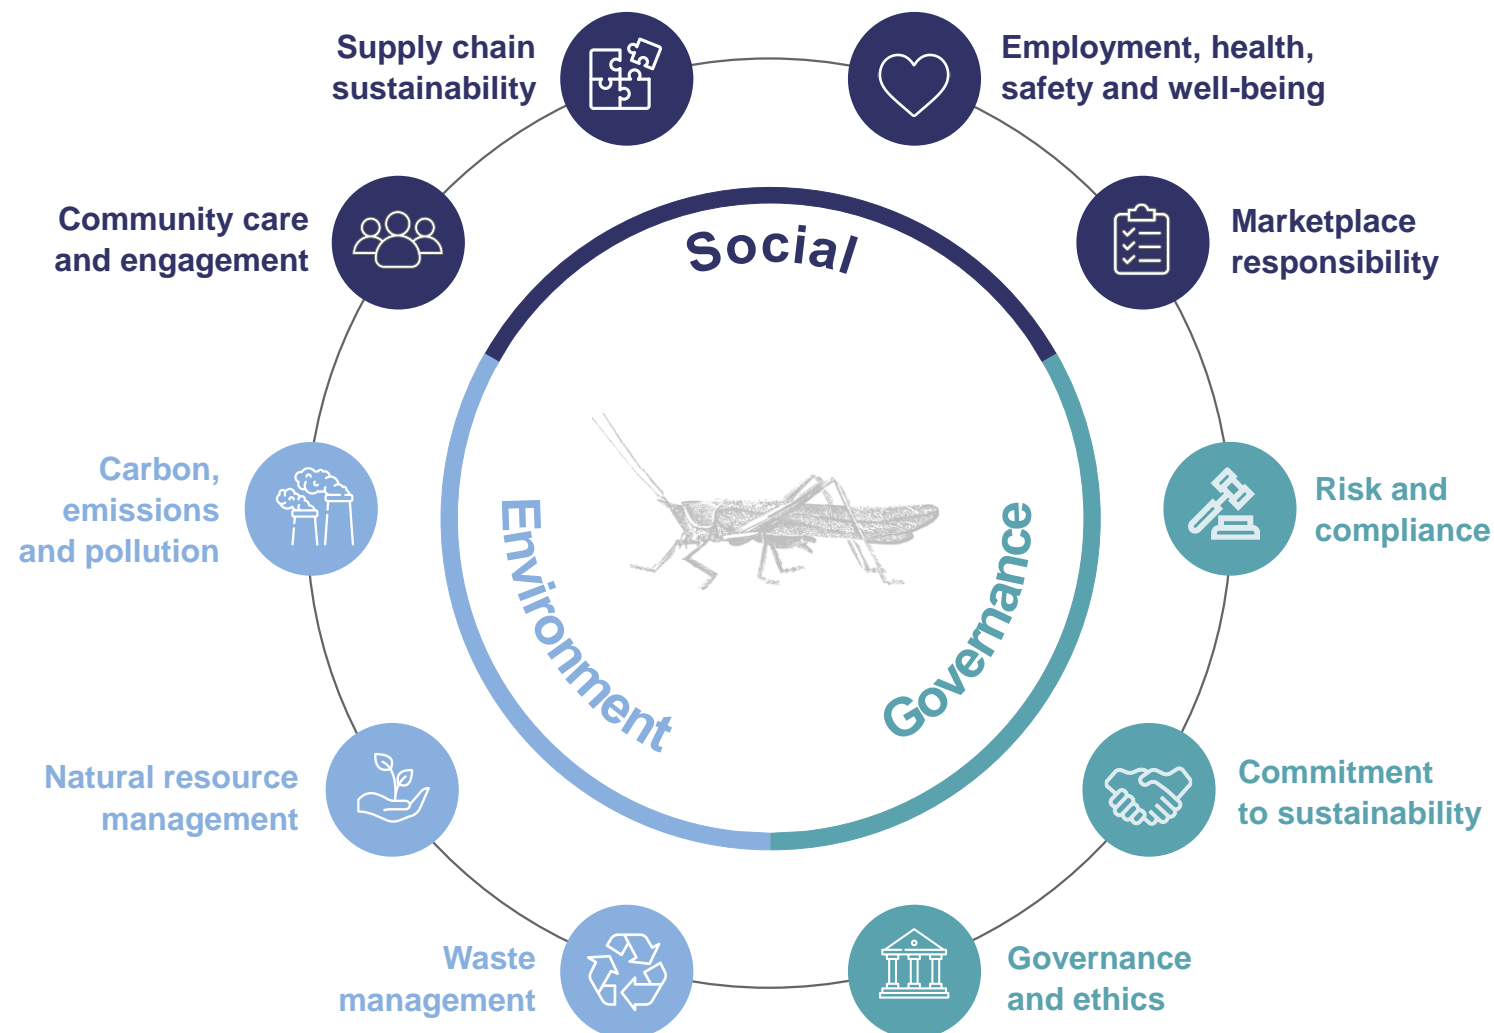 Supply chain
sustainability
Employment, health,
safety and well-being
Community care
and engagement
Marketplace
responsibility
Social
Carbon,
emissions
and pollution
Risk and
compliance
Environment
Governance
Natural resource
management
Commitment
to sustainability
Waste
management
Governance
and ethics